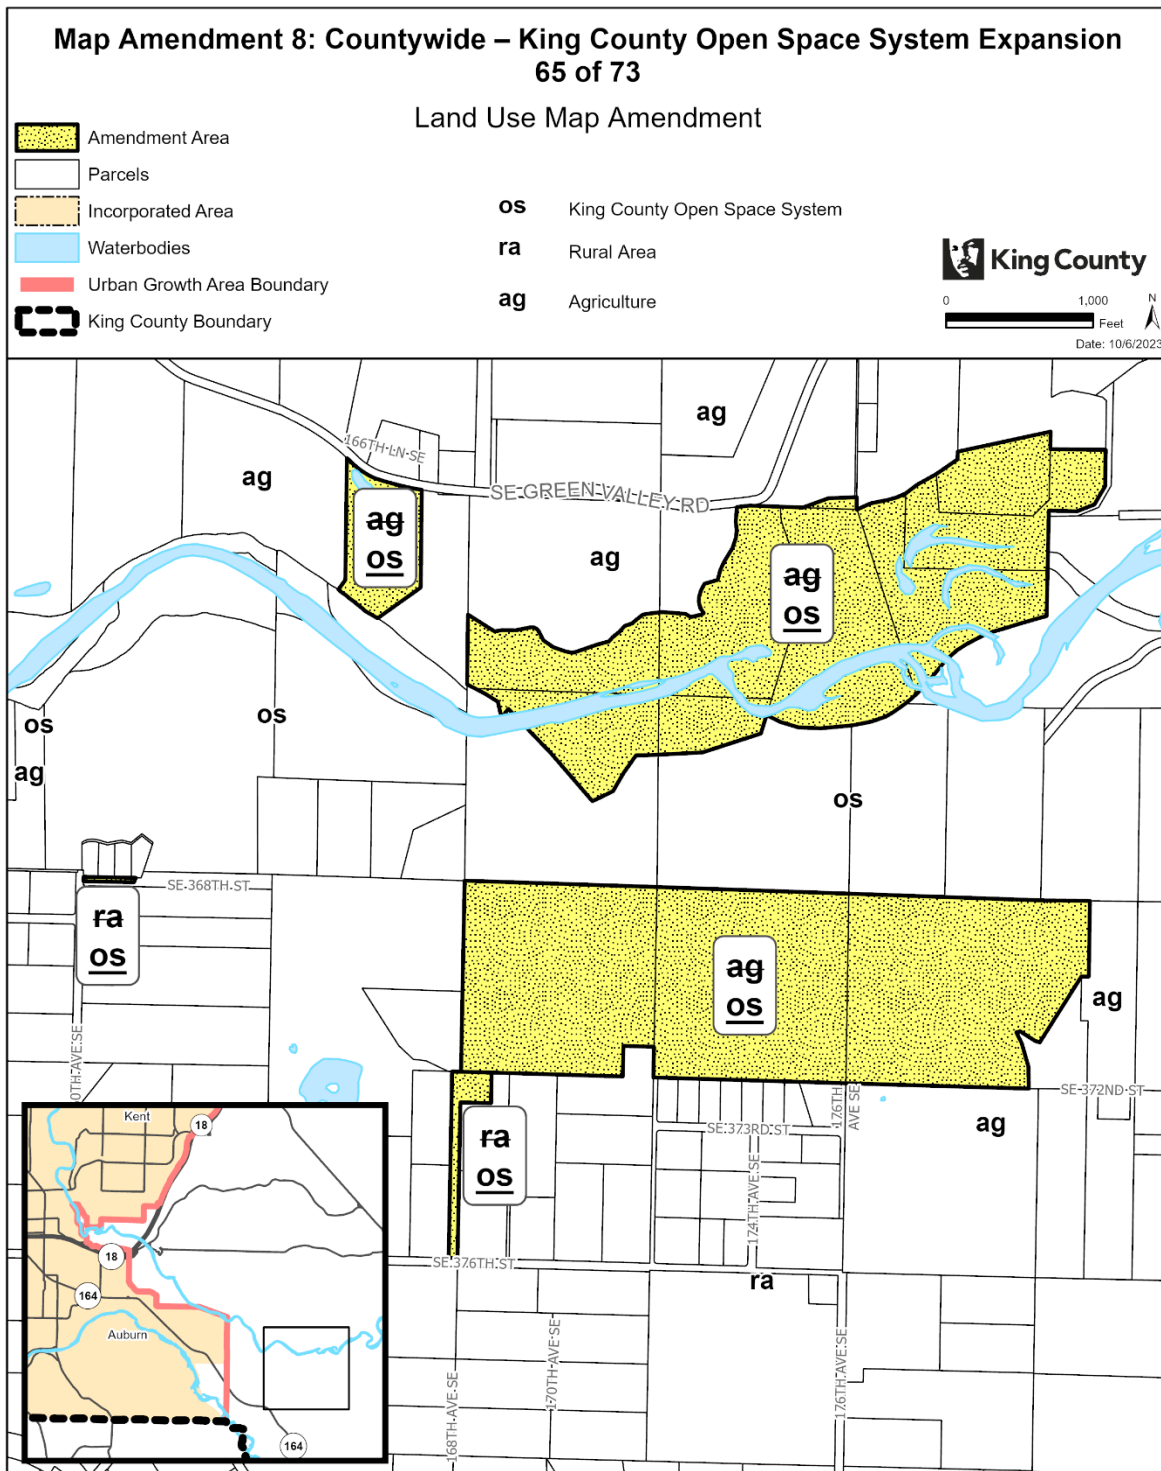 Map Amendment 8: Countywide – King County Open Space System Expansion
65 of 73
Land Use Map Amendment
Amendment Area
Parcels
Incorporated Area
Waterbodies
Urban Growth Area Boundary
King County Boundary
os King County Open Space System
ra Rural Area
ag Agriculture
King County
0 1,000
Feet
N
Date: 10/6/2023
ag
166TH LN SE
ag
SE GREEN VALLEY RD
ag
os
ag
ag
os
os
os
ag
os
SE 368TH ST
ra
os
ag
os
ag
0TH AVE SE
SE 372ND ST
176TH
AVE SE
ag
SE 373RD ST
ra
os
174TH AVE SE
SE 376TH ST
ra
168TH AVE SE
170TH AVE SE
176TH AVE SE
Kent
18
18
164
Auburn
164